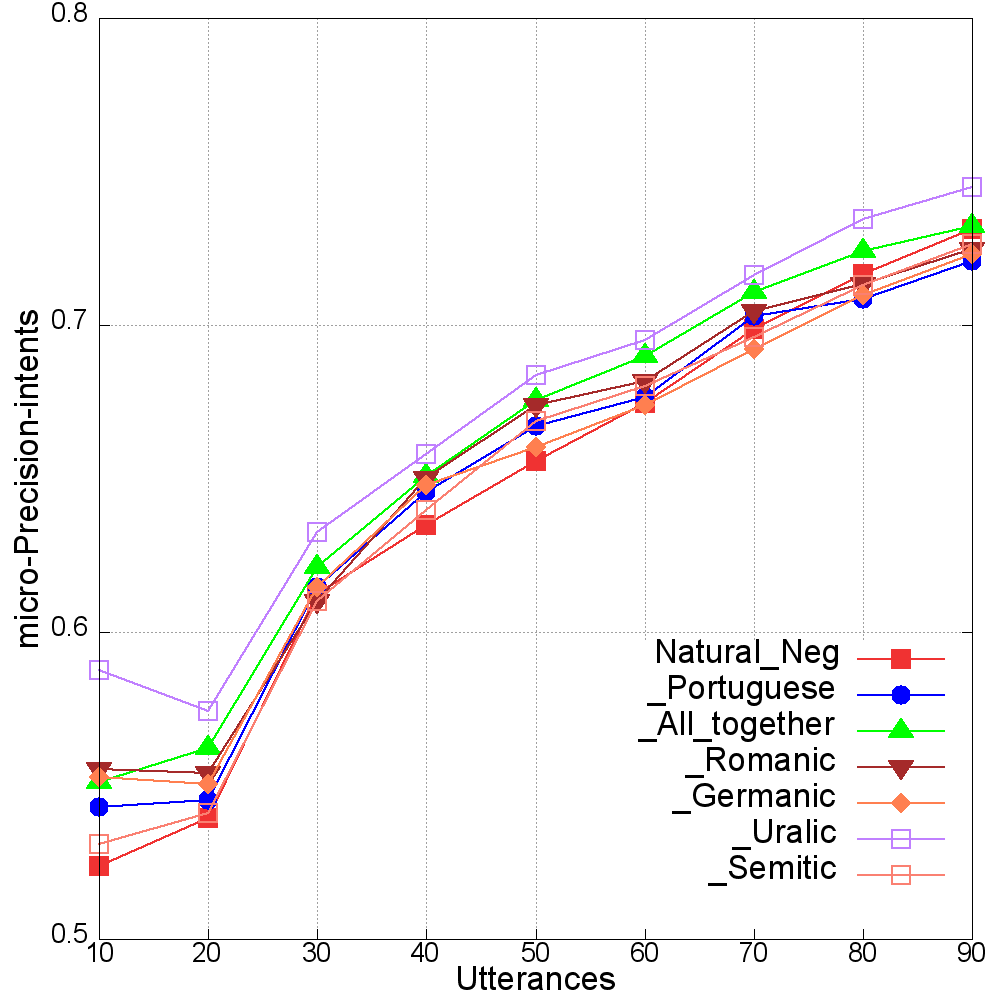 0.8
0.7
0.6
0.5
micro-Precision-intents
Natural_Neg
_Portuguese
_All_together
_Romanic
_Germanic
_Uralic
_Semitic
10 20 30 40 50 60 70 80 90
Utterances